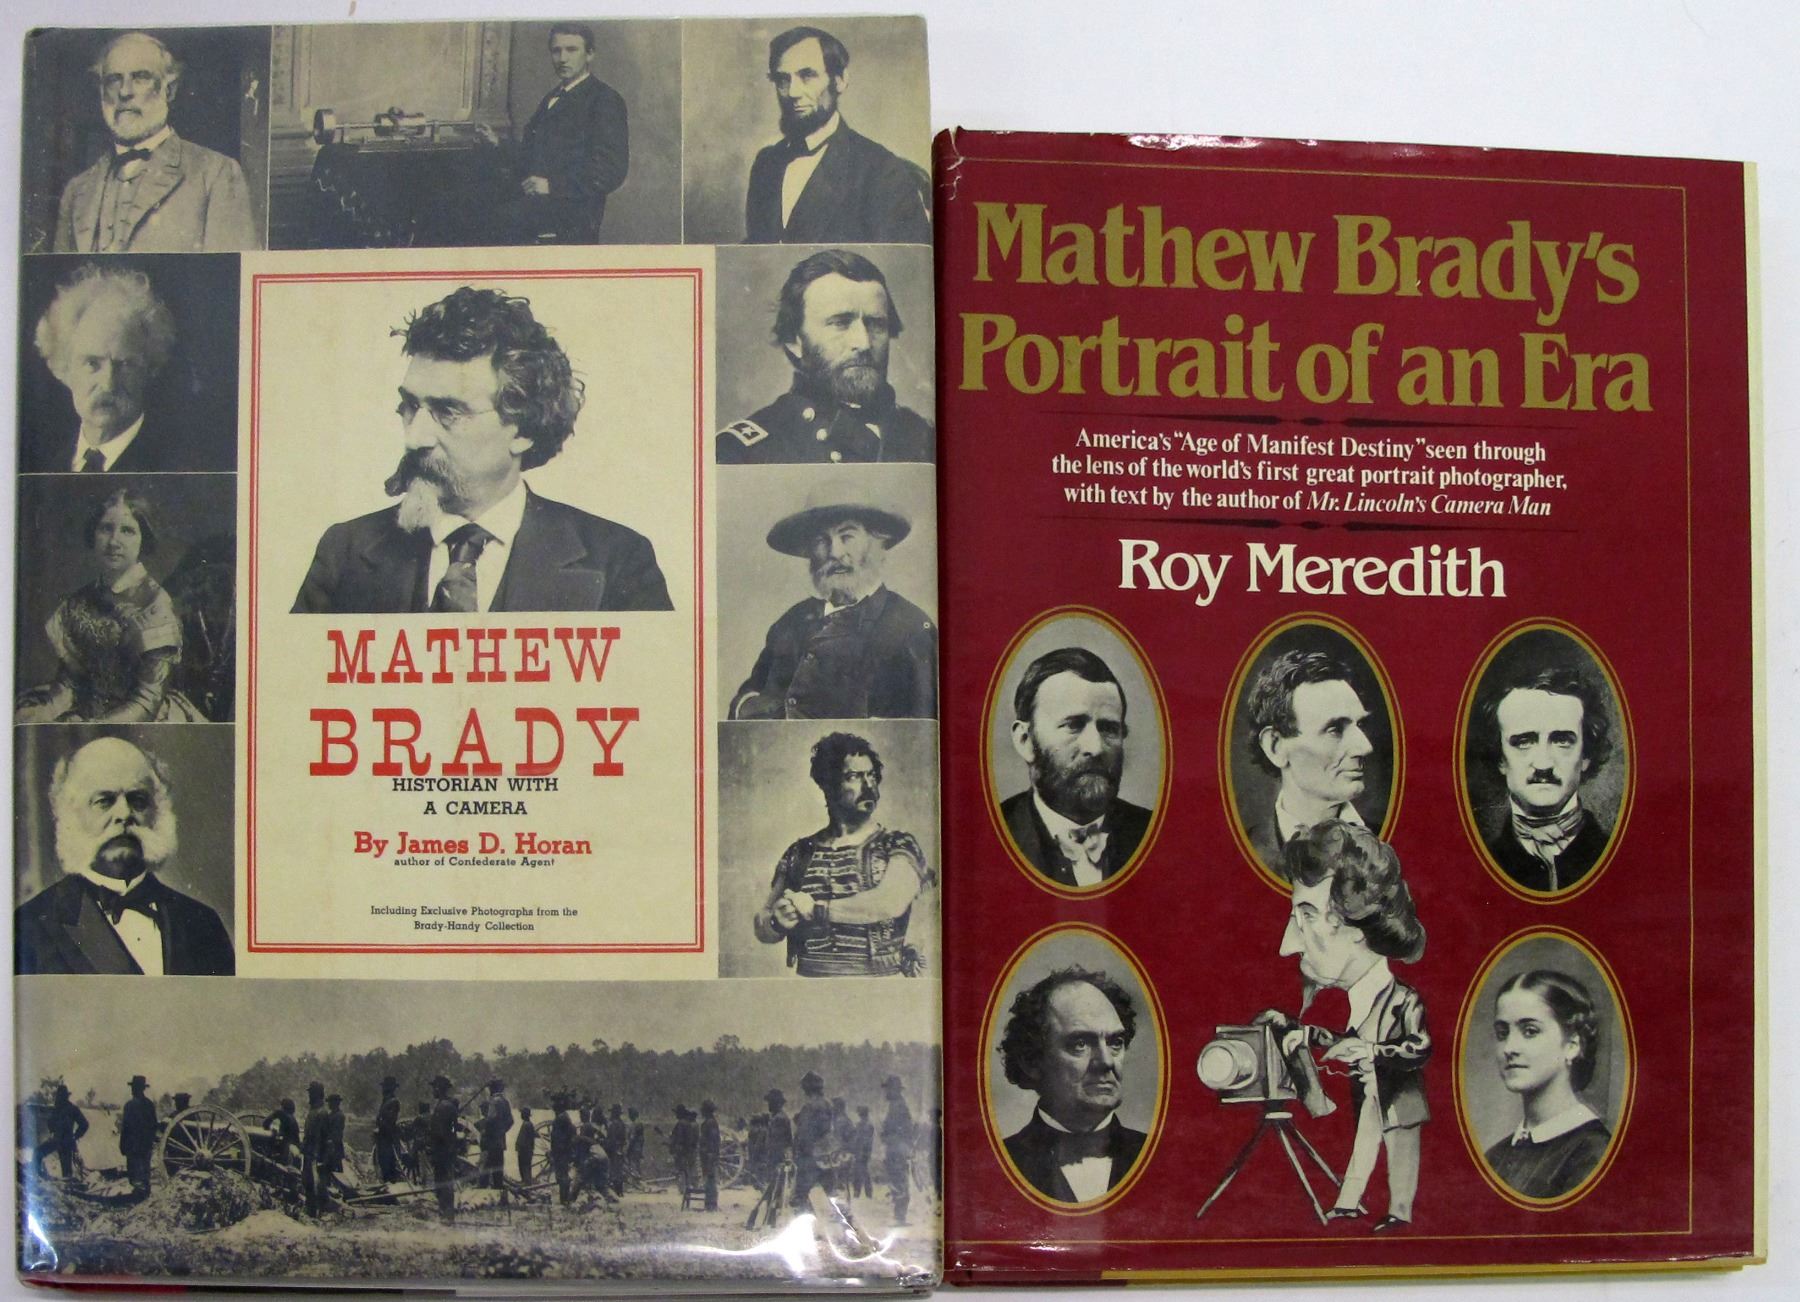 MATHEW
BRADY
HISTORIAN WITH
A CAMERA
By James D. Horan
author of Confederate Agent
Including Exclusive Photographs from the
Brady-Handy Collection
Mathew Brady's
Portrait of an Era
America's "Age of Manifest Destiny" seen through
the lens of the world's first great portrait photographer,
with text by the author of Mr. Lincoln's Camera Man
Roy Meredith